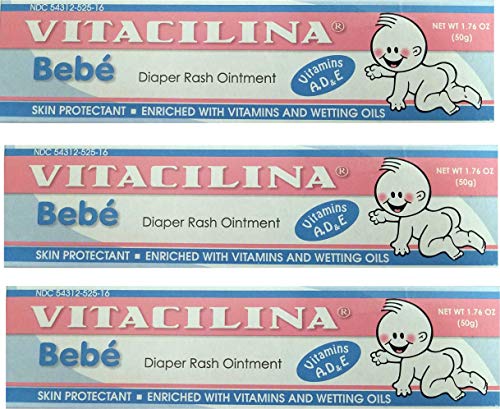 NDC 54312-525-16
VITACILINA®
NET WT 1.76 OZ
(50g)
Bebé
Diaper Rash Ointment
Vitamins
A,D&E
SKIN PROTECTANT ▪ ENRICHED WITH VITAMINS AND WETTING OILS
NDC 54312-525-16
VITACILINA®
NET WT 1.76 OZ
(50g)
Bebé
Diaper Rash Ointment
Vitamins
A,D&E
SKIN PROTECTANT ▪ ENRICHED WITH VITAMINS AND WETTING OILS
NDC 54312-525-16
VITACILINA®
NET WT 1.76 OZ
(50g)
Bebé
Diaper Rash Ointment
Vitamins
A,D&E
SKIN PROTECTANT ▪ ENRICHED WITH VITAMINS AND WETTING OILS